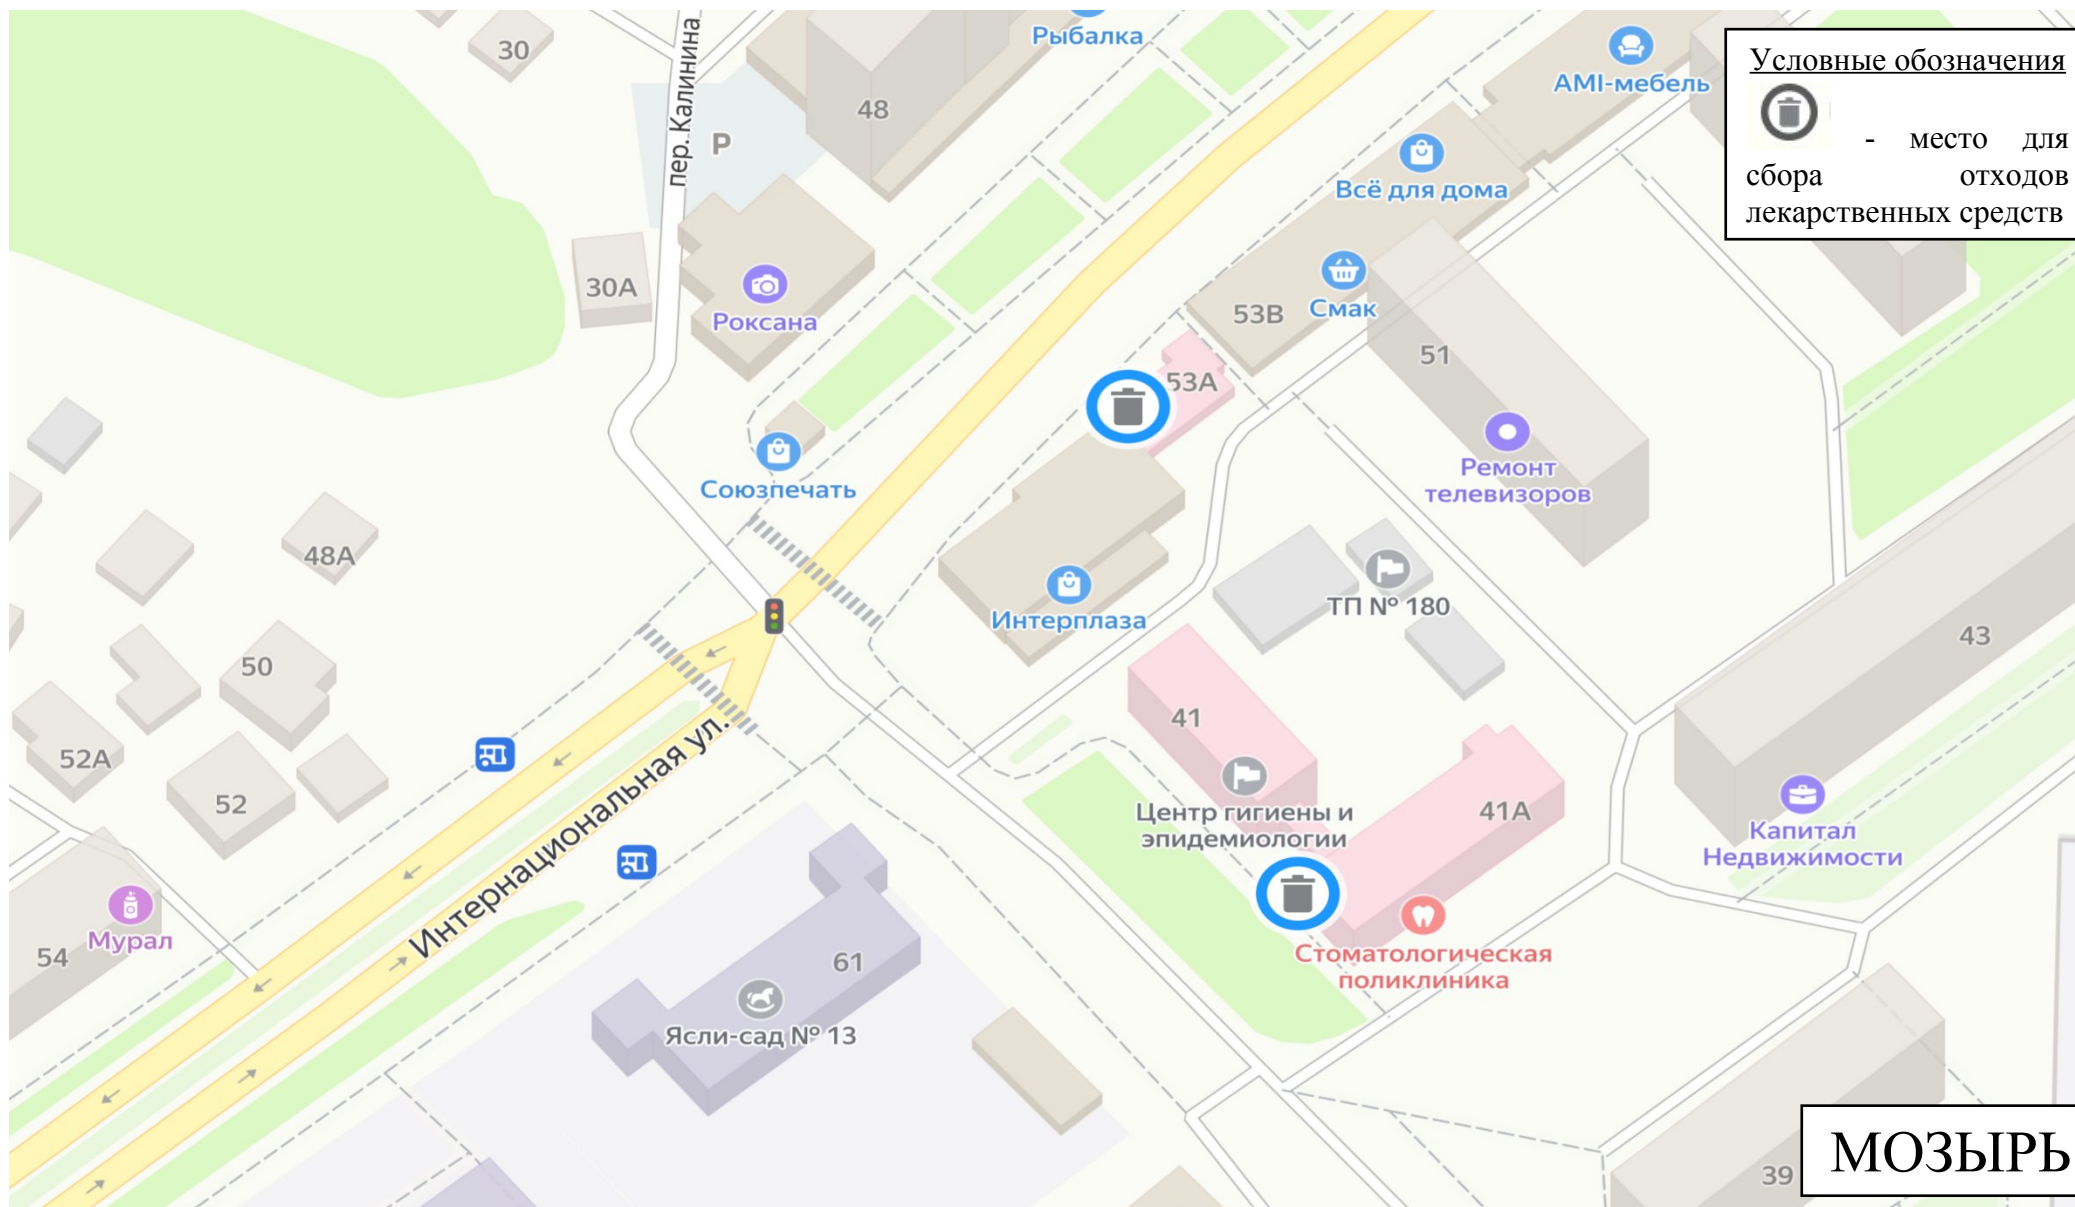 30
пер. Калинина
Рыбалка
48
P
AMI-мебель
Условные обозначения
- место для
сбора отходов
лекарственных средств
Всё для дома
30А
Роксана
53В
Смак
51
53А
Ремонт
телевизоров
Союзпечать
48А
ТП № 180
Интерплаза
43
50
41
52А
52
Интернациональная ул.
Центр гигиены и
эпидемиологии
41А
Капитал
Недвижимости
Мурал
54
61
Стоматологическая
поликлиника
Ясли-сад № 13
39
МОЗЫРЬ